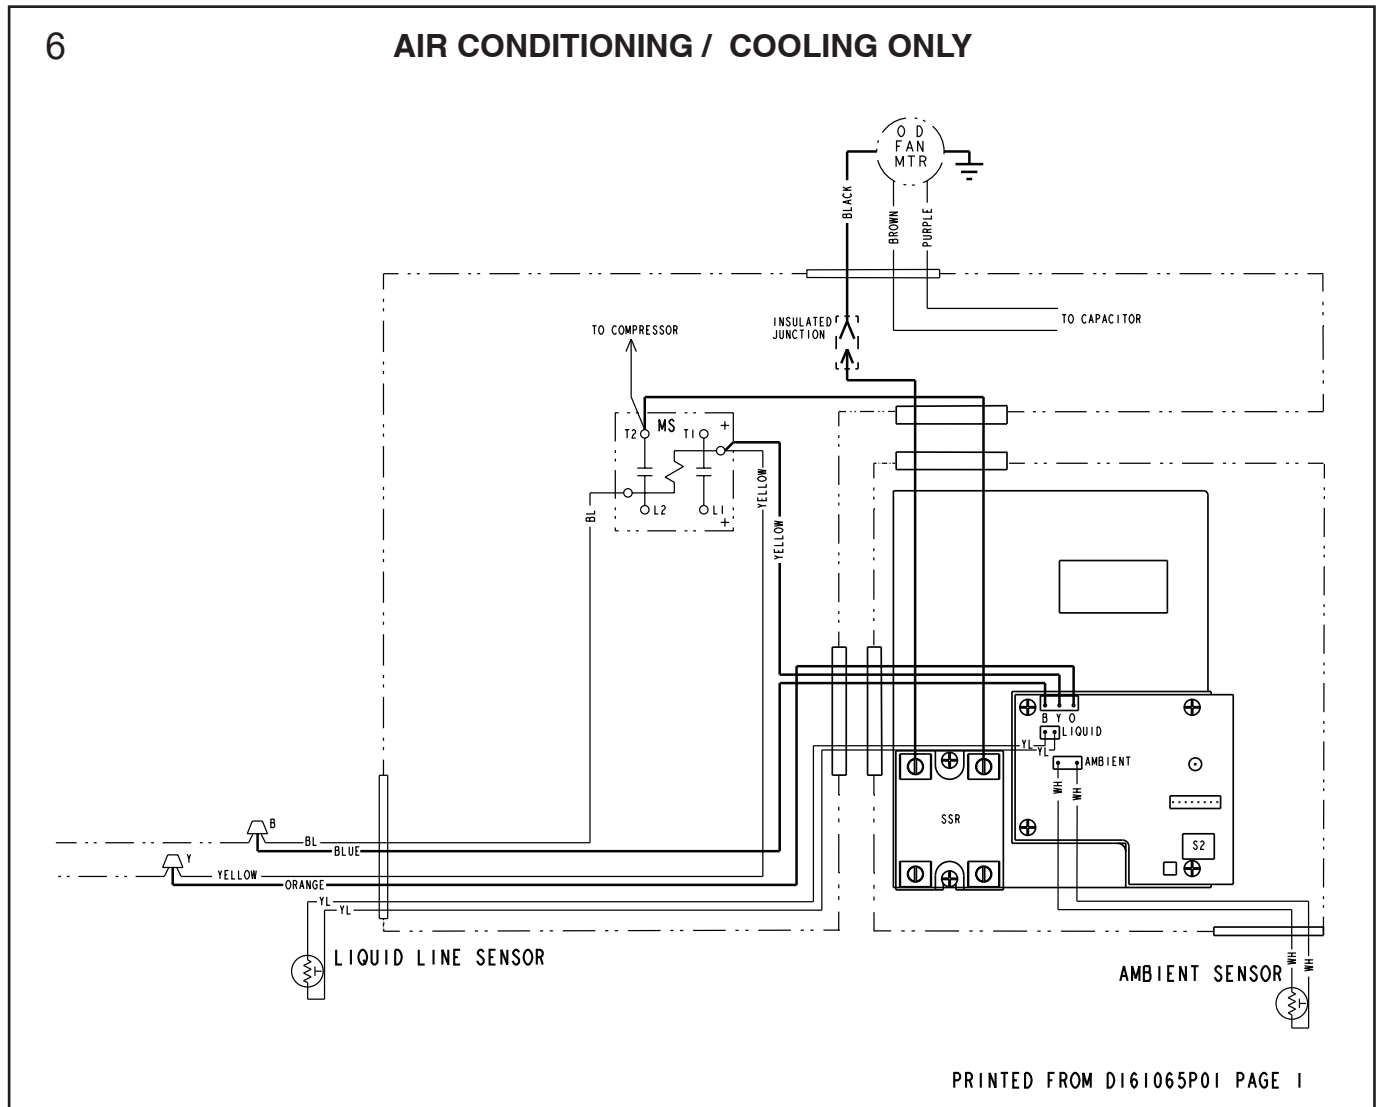 6
AIR CONDITIONING / COOLING ONLY
O D
FAN
MTR
BLACK
BROWN
PURPLE
INSULATED
JUNCTION
TO CAPACITOR
TO COMPRESSOR
MS
T2
T1
L2
L1
BL
YELLOW
YELLOW
B Y O
LIQUID
YL
YL
AMBIENT
WH
WH
SSR
S2
B
BL
BLUE
Y
YELLOW
ORANGE
YL
YL
LIQUID LINE SENSOR
WH
WH
AMBIENT SENSOR
PRINTED FROM D161065P01 PAGE 1